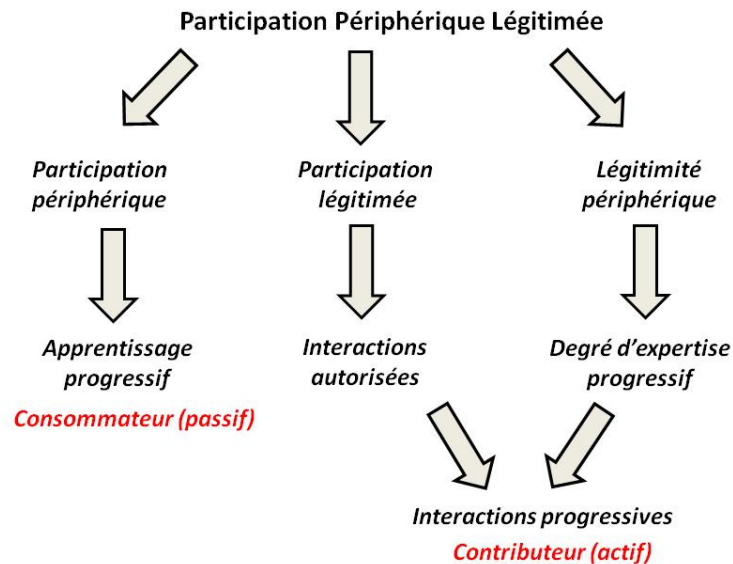 Participation Périphérique Légitimée
Participation
périphérique
Participation
légitimée
Légitimité
périphérique
Apprentissage
progressif
Consommateur (passif)
Interactions
autorisées
Degré d'expertise
progressif
Interactions progressives
Contributeur (actif)